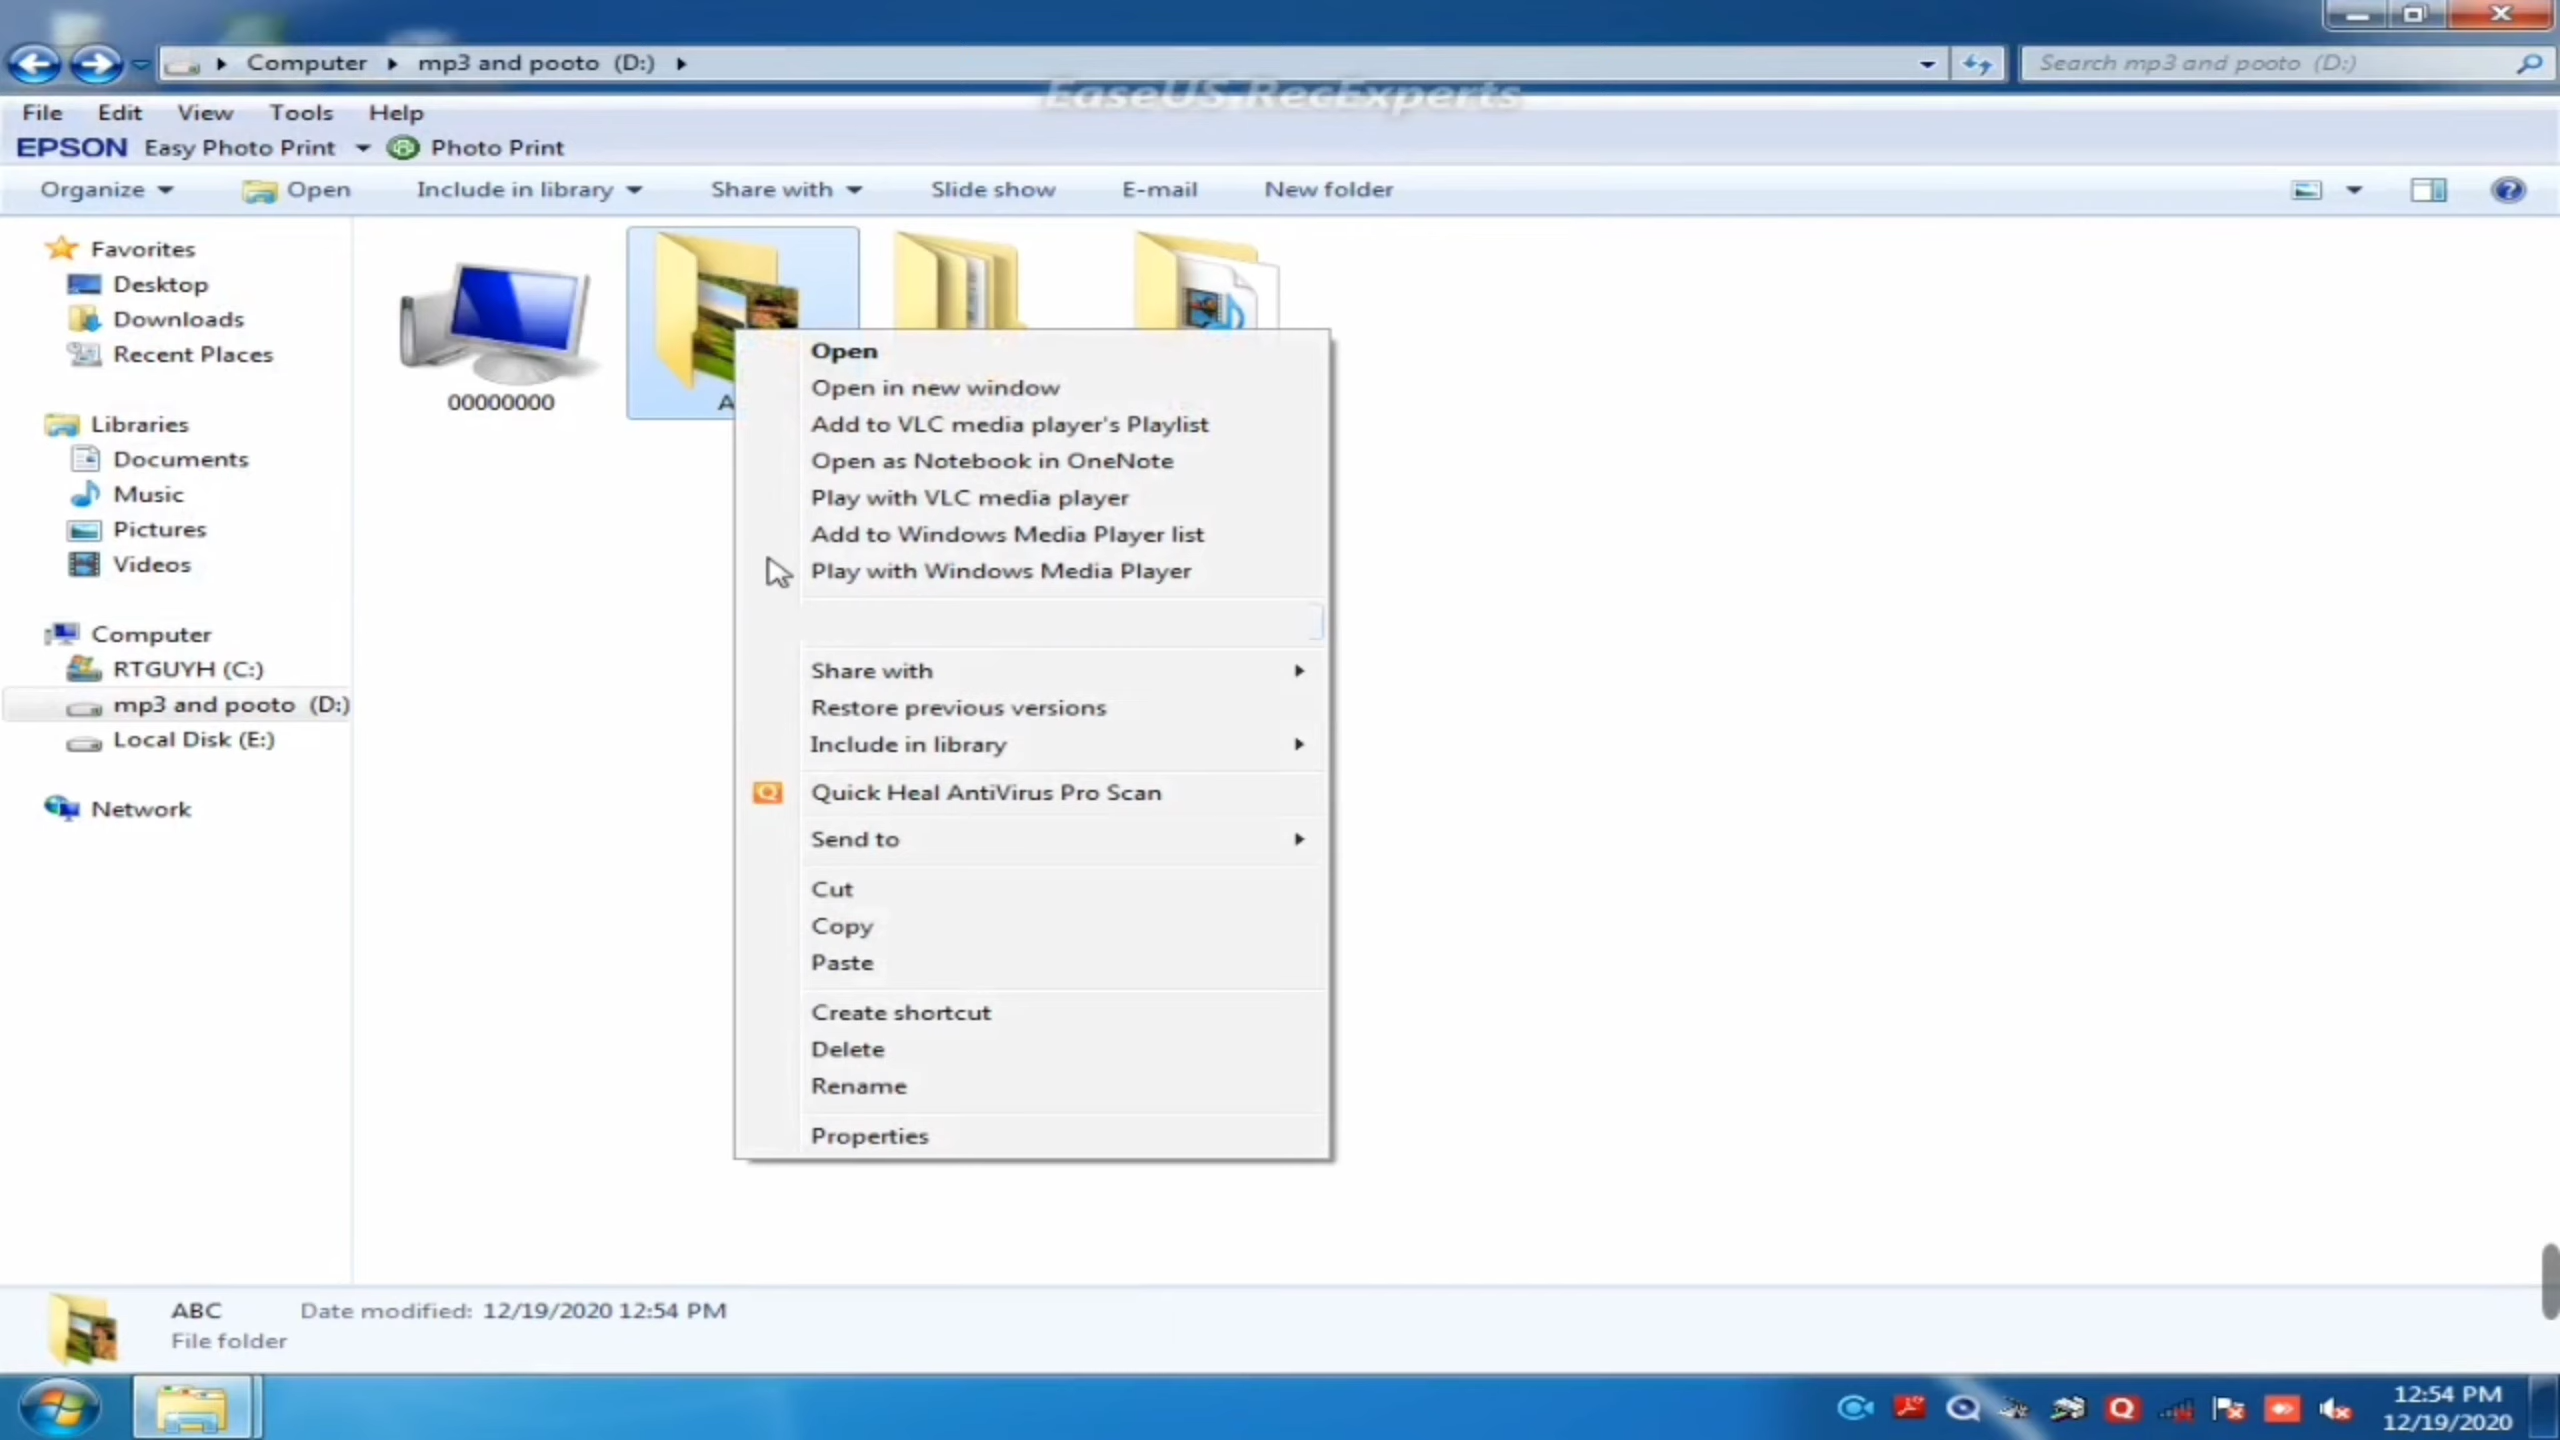 Computer ▸ mp3 and pooto (D:) ▸
Search mp3 and pooto (D:)
EaseUS RecExperts
File Edit View Tools Help
EPSON Easy Photo Print Photo Print
Organize Open Include in library Share with Slide show E-mail New folder
Favorites
Desktop
Downloads
Recent Places
Libraries
Documents
Music
Pictures
Videos
Computer
RTGUYH (C:)
mp3 and pooto (D:)
Local Disk (E:)
Network
00000000
A
Open
Open in new window
Add to VLC media player's Playlist
Open as Notebook in OneNote
Play with VLC media player
Add to Windows Media Player list
Play with Windows Media Player
Share with
Restore previous versions
Include in library
Quick Heal AntiVirus Pro Scan
Send to
Cut
Copy
Paste
Create shortcut
Delete
Rename
Properties
ABC Date modified: 12/19/2020 12:54 PM
File folder
12:54 PM
12/19/2020